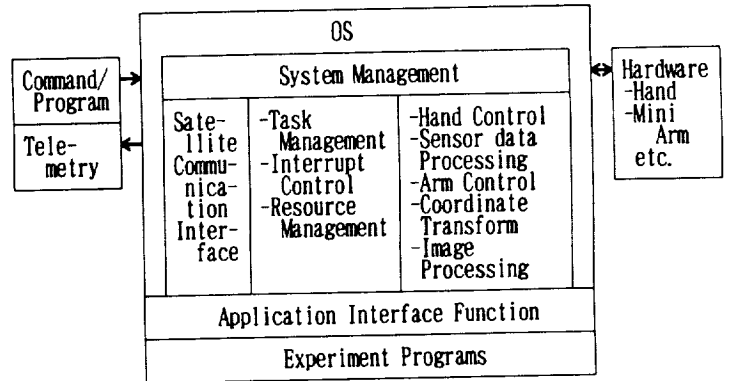 OS
System Management
Command/
Program
Tele-
metry
Sate-
llite
Commu-
nica-
tion
Inter-
face
-Task
Management
-Interrupt
Control
-Resource
Management
-Hand Control
-Sensor data
Processing
-Arm Control
-Coordinate
Transform
-Image
Processing
Hardware
-Hand
-Mini
Arm
etc.
Application Interface Function
Experiment Programs